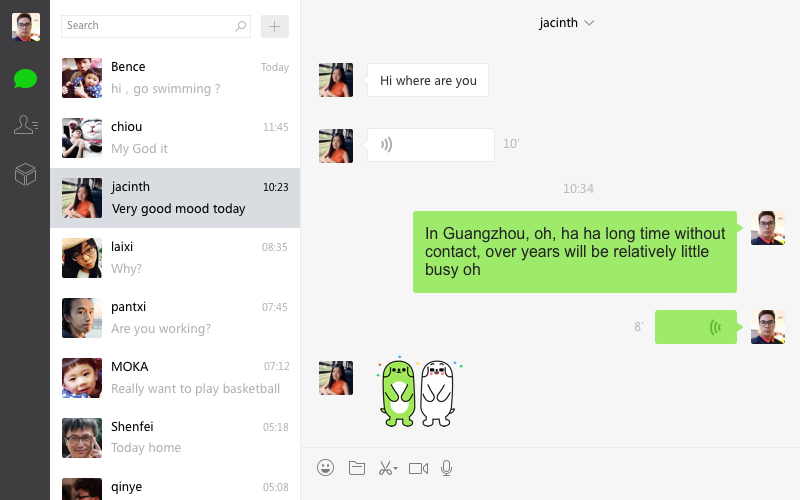 Search
Bence
Today
hi , go swimming ?
chiou
11:45
My God it
jacinth
10:23
Very good mood today
laixi
08:35
Why?
pantxi
07:45
Are you working?
MOKA
07:12
Really want to play basketball
Shenfei
05:18
Today home
qinye
05:08
jacinth
Hi where are you
10'
10:34
In Guangzhou, oh, ha ha long time without
contact, over years will be relatively little
busy oh
8'